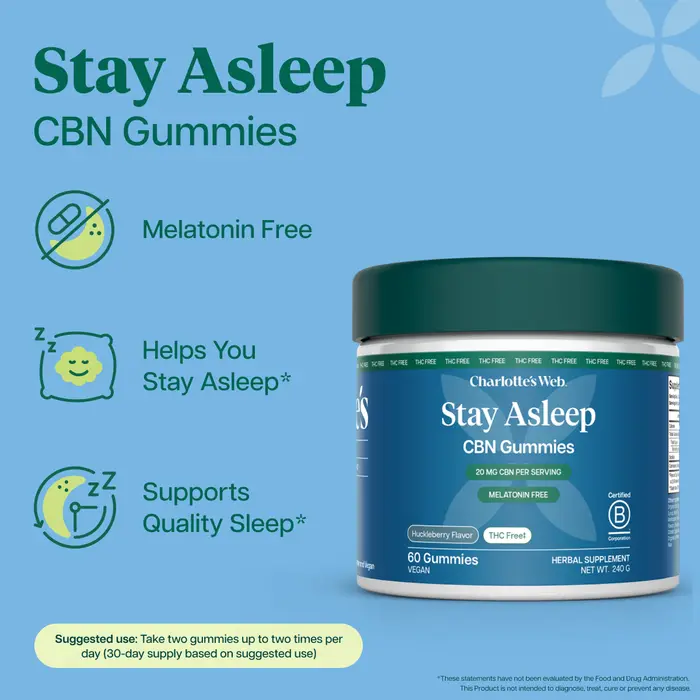 Stay Asleep
CBN Gummies
Melatonin Free
Helps You
Stay Asleep*
Supports
Quality Sleep*
THC FREE THC FREE THC FREE THC FREE THC FREE THC FREE THC FREE THC FREE THC FREE
Charlotte's Web.
Stay Asleep
CBN Gummies
20 MG CBN PER SERVING
MELATONIN FREE
Certified
B
Corporation
Huckleberry Flavor THC Free‡
60 Gummies
VEGAN
HERBAL SUPPLEMENT
NET WT. 240 G
Suggested use: Take two gummies up to two times per
day (30-day supply based on suggested use)
*These statements have not been evaluated by the Food and Drug Administration.
This Product is not intended to diagnose, treat, cure or prevent any disease.